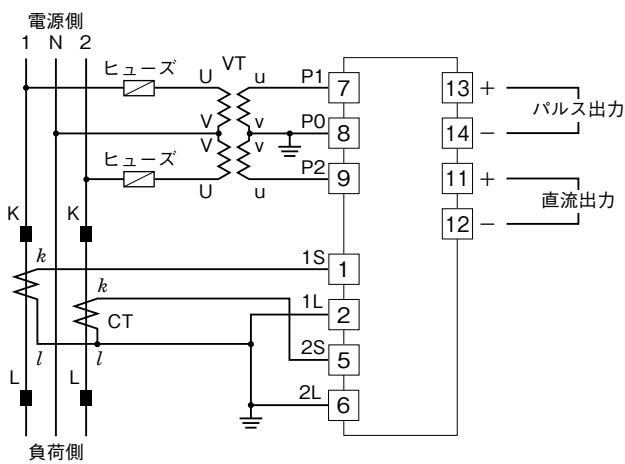 電源側
1 N 2
ヒューズ
VT
U
u
P1
7
13
+
パルス出力
V
v
P0
8
14
−
V
v
ヒューズ
U
u
P2
9
11
+
直流出力
12
−
K
K
k
1S
1
k
1L
2
CT
l
l
2S
5
L
L
2L
6
負荷側